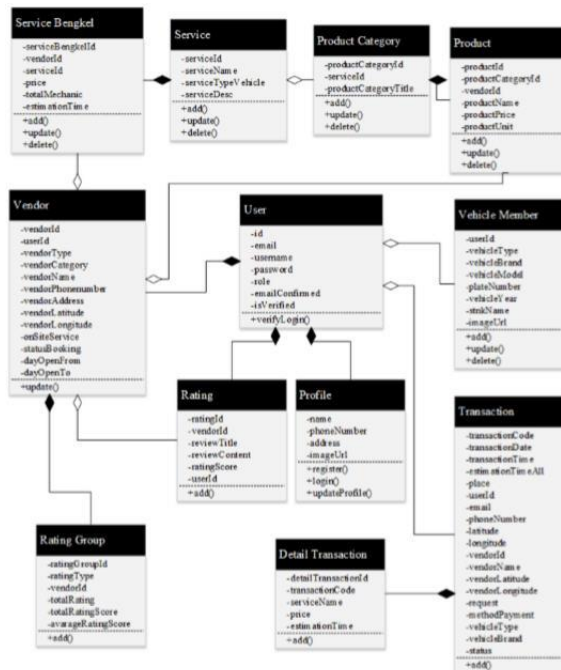 Service Bengkel
-serviceBengkelId
-vendorId
-serviceId
-price
-totalMechanic
-estimationTime
+add()
+update()
+delete()
Service
-serviceId
-serviceName
-serviceTypeVehicle
-serviceDesc
+add()
+update()
+delete()
Product Category
-productCategoryId
-serviceId
-productCategoryTitle
+add()
+update()
+delete()
Product
-productId
-productCategoryId
-vendorId
-productName
-productPrice
-productUnit
+add()
+update()
+delete()
Vendor
-vendorId
-userId
-vendorType
-vendorCategory
-vendorName
-vendorPhonenumber
-vendorAddress
-vendorLatitude
-vendorLongitude
-onSiteService
-statusBooking
-dayOpenFrom
-dayOpenTo
+update()
User
-id
-email
-username
-password
-role
-emailConfirmed
-isVerified
+verifyLogin()
Vehicle Member
-userId
-vehicleType
-vehicleBrand
-vehicleModel
-plateNumber
-vehicleYear
-stnkName
-imageUrl
+add()
+update()
+delete()
Rating
-ratingId
-vendorId
-reviewTitle
-reviewContent
-ratingScore
-userId
+add()
Profile
-name
-phoneNumber
-address
-imageUrl
+register()
+login()
+updateProfile()
Transaction
-transactionCode
-transactionDate
-transactionTime
-estimationTimeAll
-place
-userId
-email
-phoneNumber
-latitude
-longitude
-vendorId
-vendorName
-vendorLatitude
-vendorLongitude
-request
-methodPayment
-vehicleType
-vehicleBrand
-status
+add()
Rating Group
-ratingGroupId
-ratingType
-vendorId
-totalRating
-totalRatingScore
-avarageRatingScore
+add()
Detail Transaction
-detailTransactionId
-transactionCode
-serviceName
-price
-estimationTime
+add()